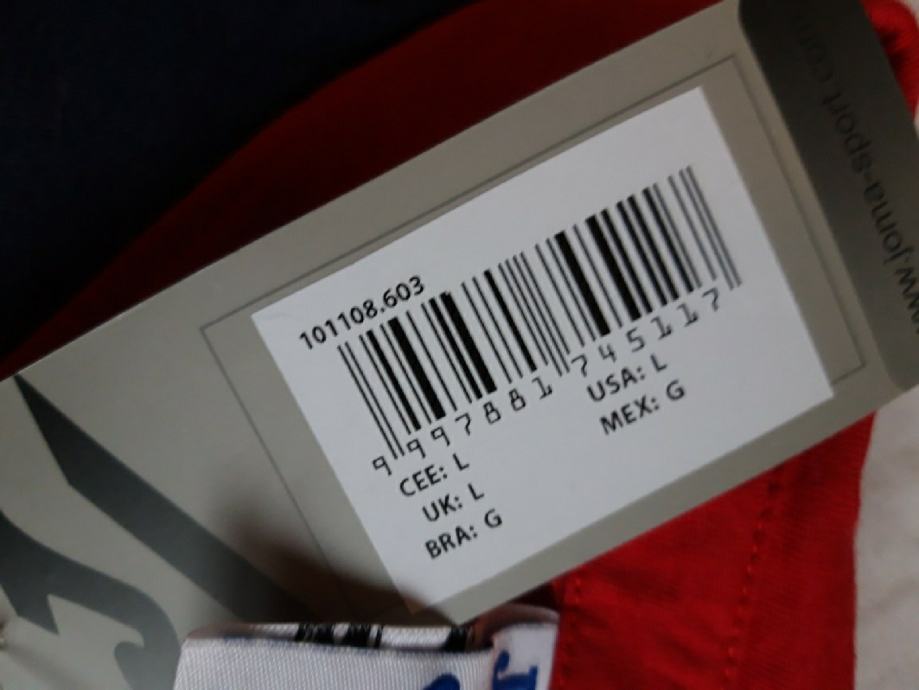 101108.603
9 997881 745117
CEE: L
USA: L
UK: L
MEX: G
BRA: G
www.joma-sport.com
J